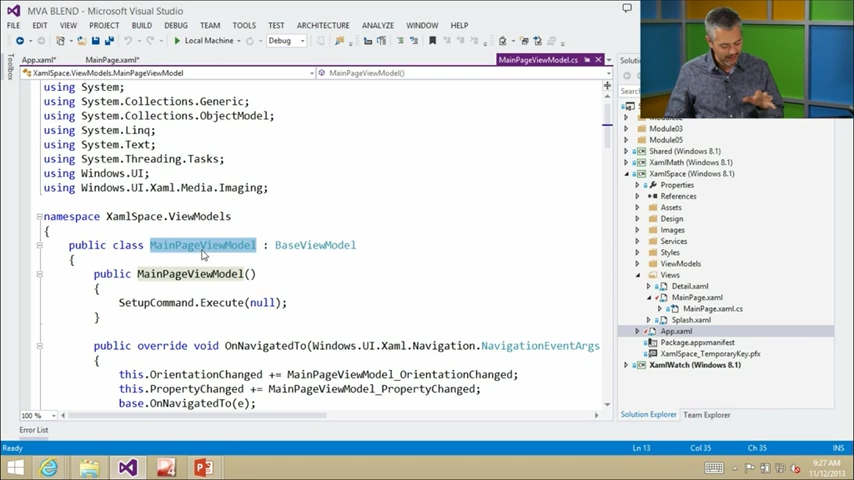 MVA BLEND - Microsoft Visual Studio
FILE EDIT VIEW PROJECT BUILD DEBUG TEAM TOOLS TEST ARCHITECTURE ANALYZE WINDOW HELP
Local Machine Debug
App.xaml* MainPage.xaml* MainPageViewModel.cs
XamlSpace.ViewModels.MainPageViewModel MainPageViewModel()
Toolbox
using System;
using System.Collections.Generic;
using System.Collections.ObjectModel;
using System.Linq;
using System.Text;
using System.Threading.Tasks;
using Windows.UI;
using Windows.UI.Xaml.Media.Imaging;
namespace XamlSpace.ViewModels
{
public class MainPageViewModel : BaseViewModel
{
public MainPageViewModel()
{
SetupCommand.Execute(null);
}
public override void OnNavigatedTo(Windows.UI.Xaml.Navigation.NavigationEventArgs
{
this.OrientationChanged += MainPageViewModel_OrientationChanged;
this.PropertyChanged += MainPageViewModel_PropertyChanged;
base.OnNavigatedTo(e);
100 %
Module03
Module05
Shared (Windows 8.1)
XamlMath (Windows 8.1)
XamlSpace (Windows 8.1)
Properties
References
Assets
Design
Images
Services
Styles
ViewModels
Views
Detail.xaml
MainPage.xaml
MainPage.xaml.cs
Splash.xaml
App.xaml
Package.appxmanifest
XamlSpace_TemporaryKey.pfx
XamlWatch (Windows 8.1)
Solution Explorer Team Explorer
Error List
Ready Ln 13 Col 35 Ch 35 INS
9:27 AM
11/12/2013